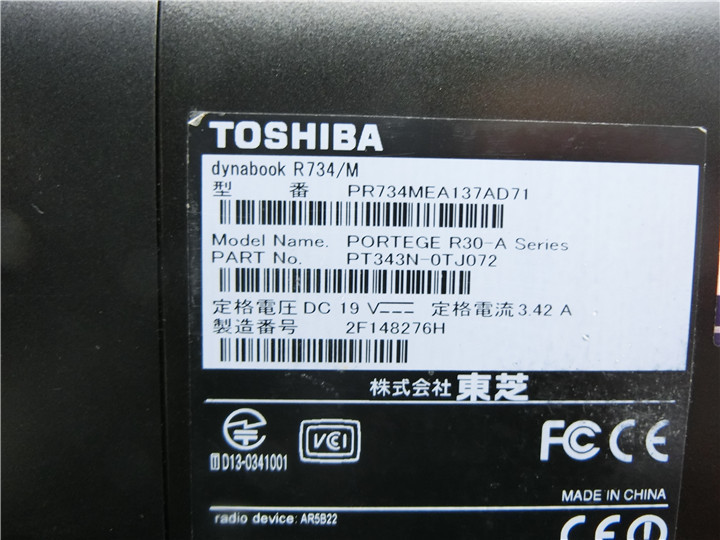 TOSHIBA
dynabook R734/M
型 番 PR734MEA137AD71
Model Name. PORTEGE R30-A Series
PART No. PT343N-0TJ072
定格電圧 DC 19 V 定格電流 3.42 A
製造番号 2F148276H
株式会社 東芝
VCI
FC CE
D13-0341001
MADE IN CHINA
radio device: AR5B22
CE